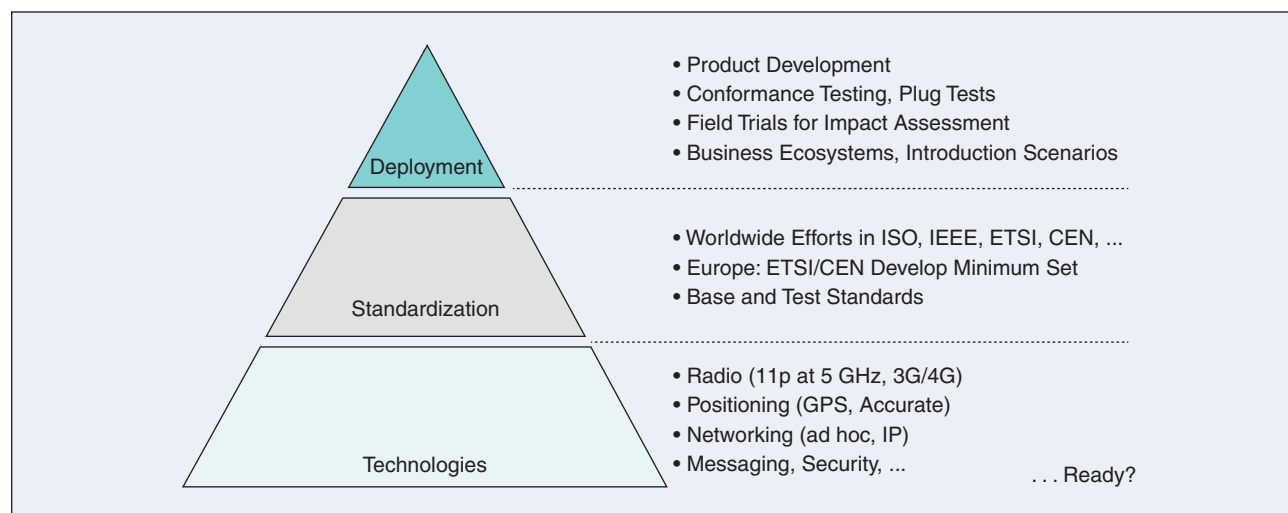 Deployment
• Product Development
• Conformance Testing, Plug Tests
• Field Trials for Impact Assessment
• Business Ecosystems, Introduction Scenarios
Standardization
• Worldwide Efforts in ISO, IEEE, ETSI, CEN, ...
• Europe: ETSI/CEN Develop Minimum Set
• Base and Test Standards
Technologies
• Radio (11p at 5 GHz, 3G/4G)
• Positioning (GPS, Accurate)
• Networking (ad hoc, IP)
• Messaging, Security, ...
. . . Ready?